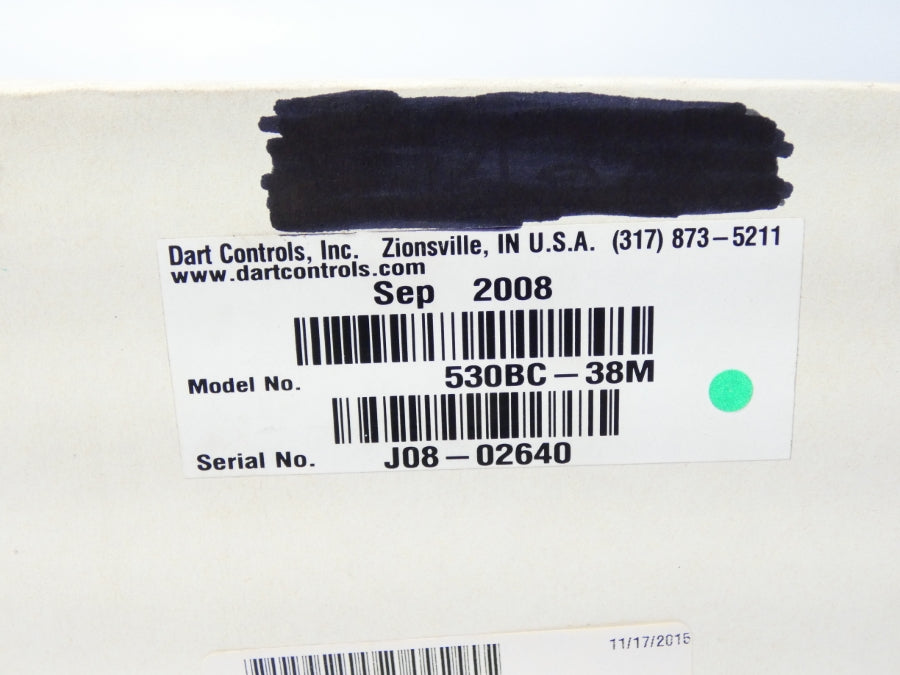 Dart Controls, Inc. Zionsville, IN U.S.A. (317) 873-5211
www.dartcontrols.com
Sep 2008
Model No. 530BC-38M
Serial No. J08-02640
11/17/2015